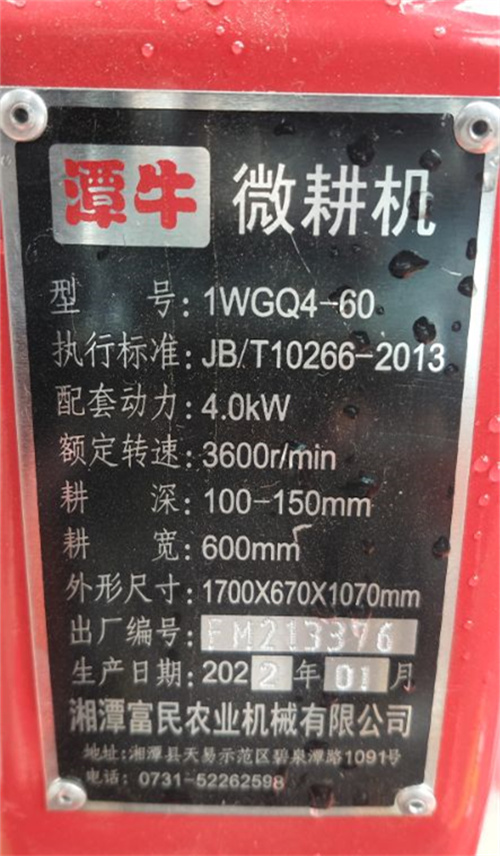 潭牛 微耕机
型 号:1WGQ4-60
执行标准:JB/T10266-2013
配套动力:4.0kW
额定转速:3600r/min
耕 深:100-150mm
耕 宽:600mm
外形尺寸:1700X670X1070mm
出厂编号:FM213376
生产日期:2022年01月
湘潭富民农业机械有限公司
地址:湘潭县天易示范区碧泉潭路1091号
电话:0731-52262598